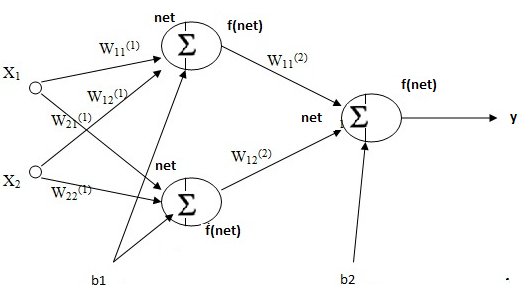 net
f(net)
Σ
W11(1)
W11(2)
X1
W12(1)
f(net)
W21(1)
net
Σ
y
net
W12(2)
X2
W22(1)
Σ
f(net)
b1
b2